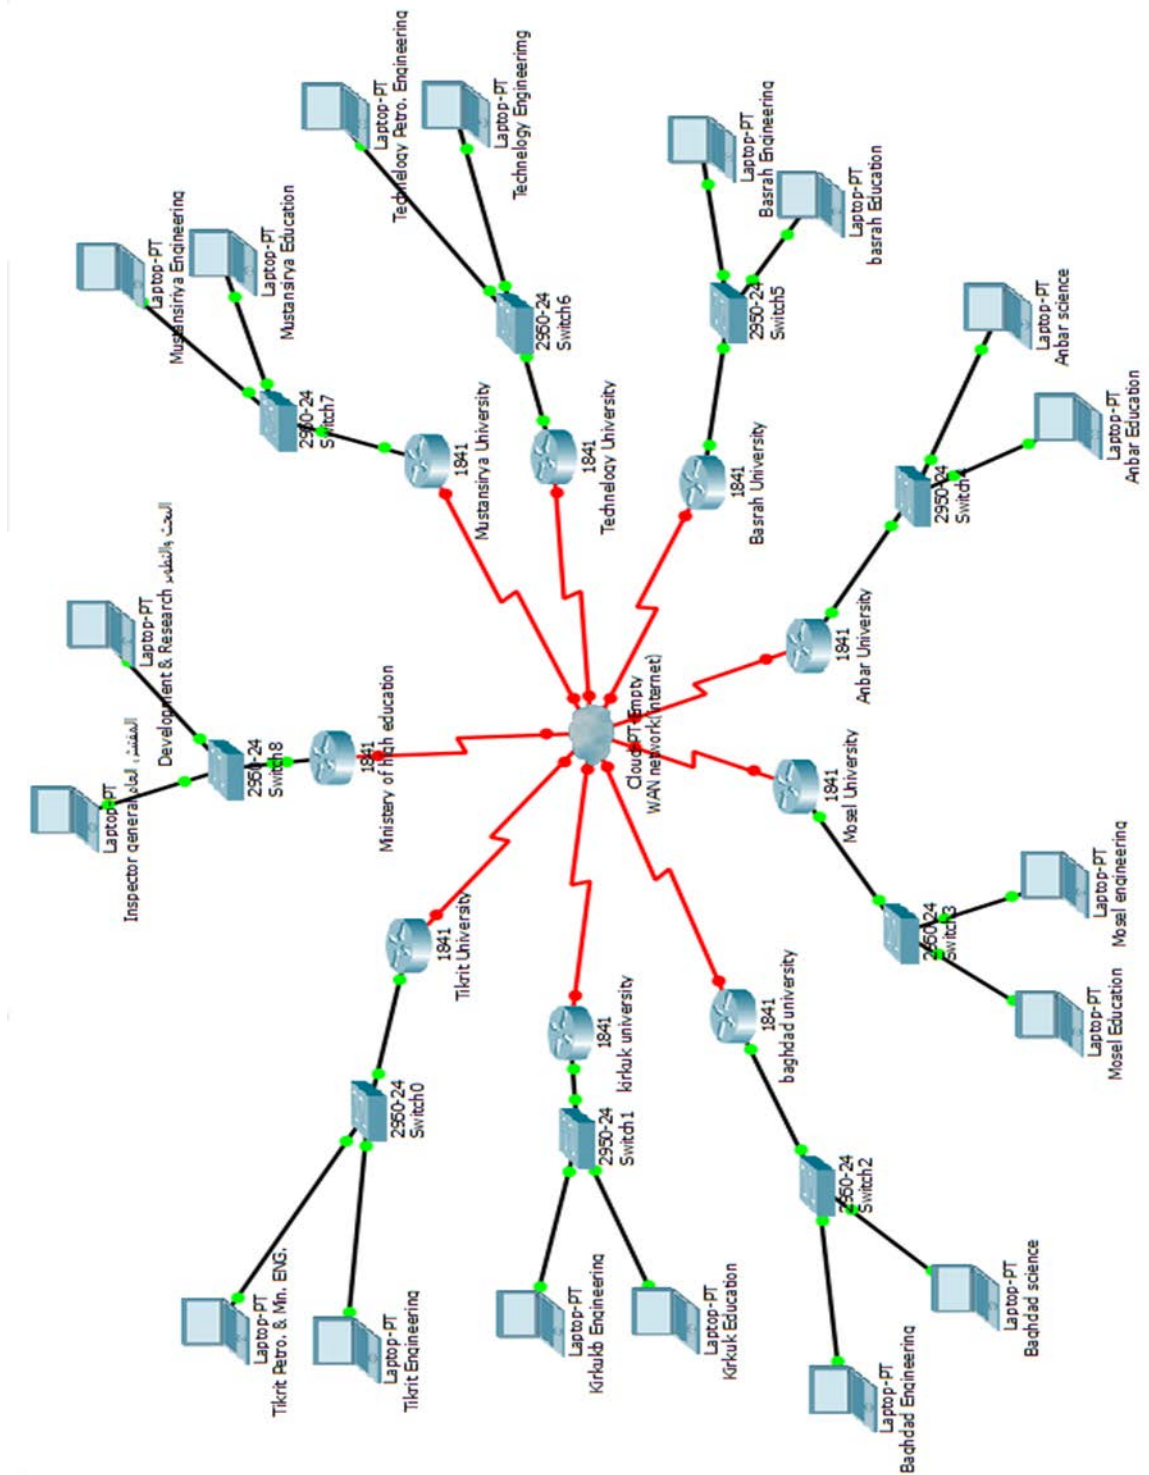 Laptop-PT
Inspector general المفتش العام
Laptop-PT
Development & Research البحث والتطوير
2950-24
Switch8
1841
Ministery of high education
Laptop-PT
Mustansiriya Engineering
Laptop-PT
Mustansirya Education
2950-24
Switch7
1841
Mustansirya University
Laptop-PT
Technelogy Petro. Engineering
Laptop-PT
Technelogy Engineerimg
2950-24
Switch6
1841
Technelogy University
Laptop-PT
Basrah Engineering
Laptop-PT
basrah Education
2950-24
Switch5
1841
Basrah University
Laptop-PT
Anbar science
Laptop-PT
Anbar Education
2950-24
Switch4
1841
Anbar University
Cloud-PT-Empty
WAN network(internet)
Laptop-PT
Tikrit Petro. & Min. ENG.
Laptop-PT
Tikrit Engineering
2950-24
Switch0
1841
Tikrit University
Laptop-PT
Kirkukb Engineering
Laptop-PT
Kirkuk Education
2950-24
Switch1
1841
kirkuk university
Laptop-PT
Baghdad Engineering
Laptop-PT
Baghdad science
2950-24
Switch2
1841
baghdad university
Laptop-PT
Mosel Education
Laptop-PT
Mosel engineering
2950-24
Switch3
1841
Mosel University